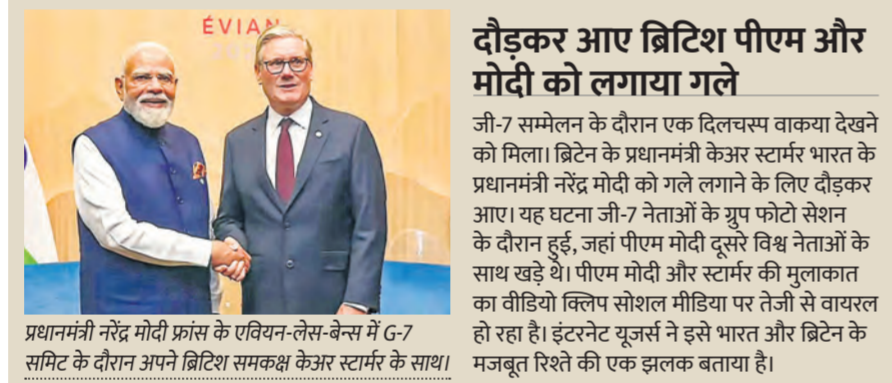 ÉVIAN
दौड़कर आए ब्रिटिश पीएम और
मोदी को लगाया गले
जी-7 सम्मेलन के दौरान एक दिलचस्प वाकया देखने
को मिला। ब्रिटेन के प्रधानमंत्री केअर स्टार्मर भारत के
प्रधानमंत्री नरेंद्र मोदी को गले लगाने के लिए दौड़कर
आए। यह घटना जी-7 नेताओं के ग्रुप फोटो सेशन
के दौरान हुई, जहां पीएम मोदी दूसरे विश्व नेताओं के
साथ खड़े थे। पीएम मोदी और स्टार्मर की मुलाकात
का वीडियो क्लिप सोशल मीडिया पर तेजी से वायरल
हो रहा है। इंटरनेट यूजर्स ने इसे भारत और ब्रिटेन के
मजबूत रिश्ते की एक झलक बताया है।
प्रधानमंत्री नरेंद्र मोदी फ्रांस के एवियन-लेस-बेन्स में G-7
समिट के दौरान अपने ब्रिटिश समकक्ष केअर स्टार्मर के साथ।